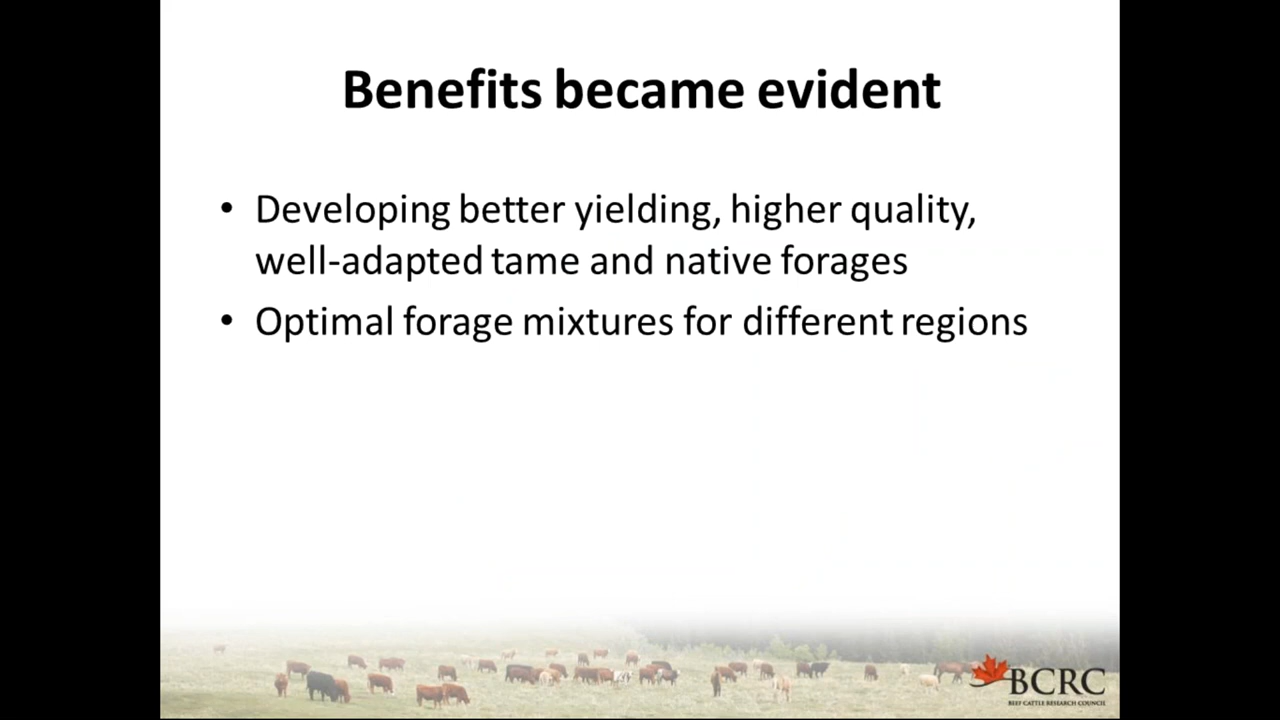 Benefits became evident
• Developing better yielding, higher quality,
well-adapted tame and native forages
• Optimal forage mixtures for different regions
BCRC
BEEF CATTLE RESEARCH COUNCIL